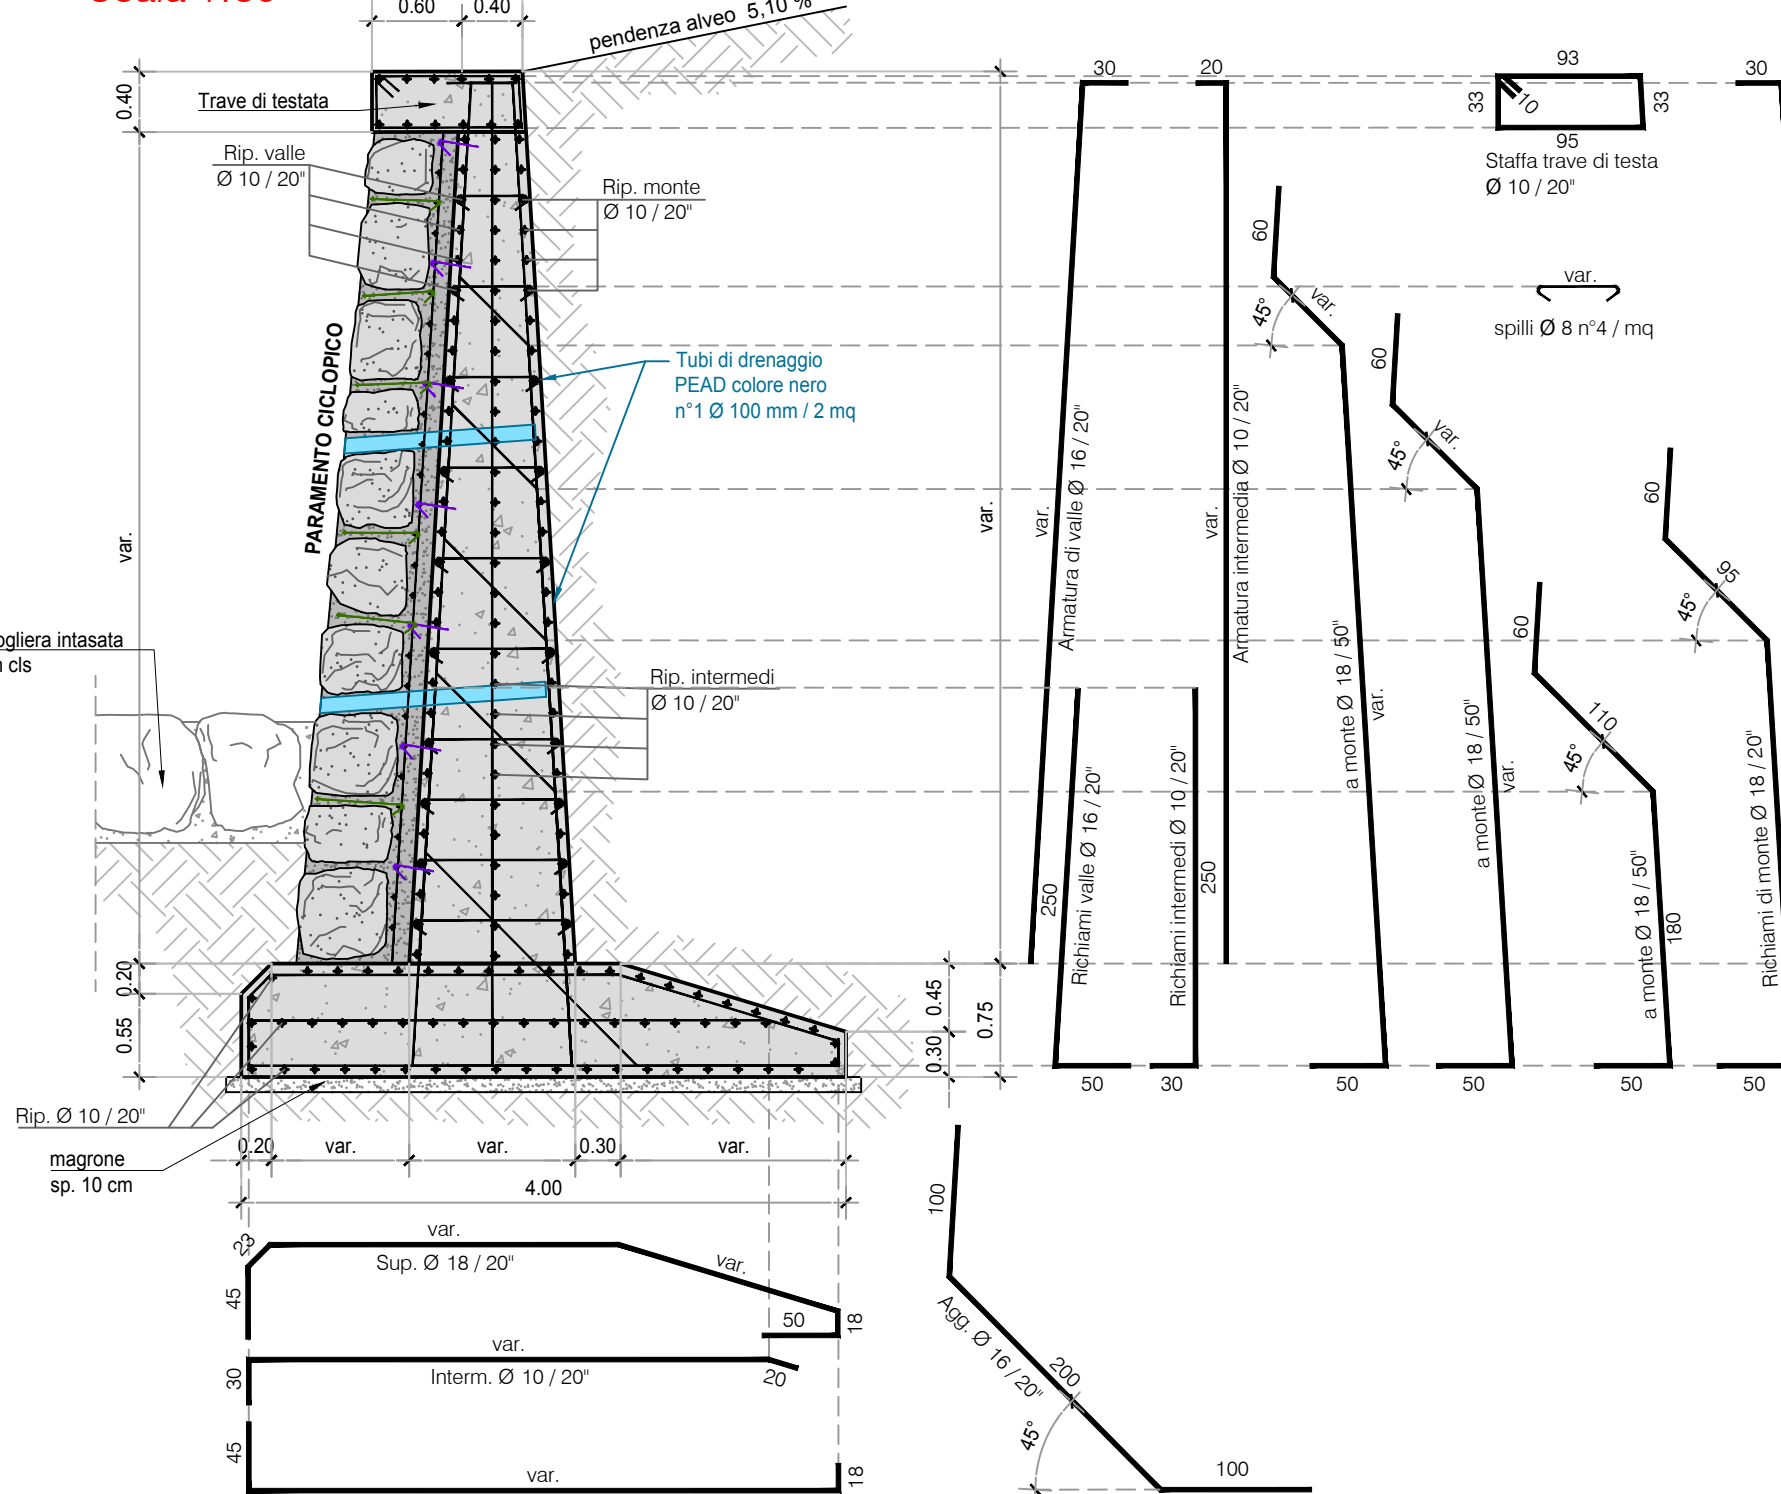 0.60
0.40
pendenza alveo 5,10 %
0.40
Trave di testata
Rip. valle
Ø 10 / 20"
Rip. monte
Ø 10 / 20"
PARAMENTO CICLOPICO
Tubi di drenaggio
PEAD colore nero
n°1 Ø 100 mm / 2 mq
var.
var.
ogliera intasata
cls
Rip. intermedi
Ø 10 / 20"
0.20
0.55
0.45
0.30
0.75
Rip. Ø 10 / 20"
magrone
sp. 10 cm
0.20
var.
var.
0.30
var.
4.00
30
var.
Armatura di valle Ø 16 / 20"
20
var.
Armatura intermedia Ø 10 / 20"
250
Richiami valle Ø 16 / 20"
50
250
Richiami intermedi Ø 10 / 20"
30
60
var.
45°
a monte Ø 18 / 50"
var.
50
60
var.
45°
a monte Ø 18 / 50"
var.
50
93
33
10
33
95
Staffa trave di testa
Ø 10 / 20"
var.
spilli Ø 8 n°4 / mq
60
110
45°
a monte Ø 18 / 50"
180
50
30
60
95
45°
Richiami di monte Ø 18 / 20"
50
23
var.
Sup. Ø 18 / 20"
var.
45
50
18
var.
Interm. Ø 10 / 20"
30
20
45
var.
18
100
Agg. Ø 16 / 20"
200
45°
100